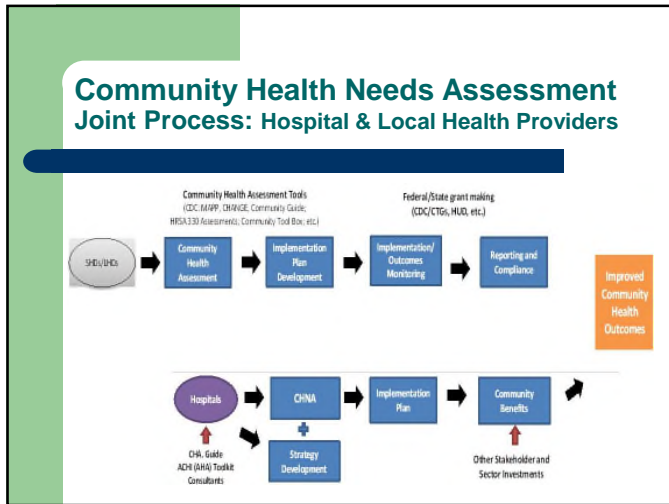 Community Health Needs Assessment
Joint Process: Hospital & Local Health Providers
Community Health Assessment Tools
(CDC: MAPP, CHANGE, Community Guide;
HRSA 330 Assessments, Community Tool Box; etc.)
Federal/State grant making
(CDC/CTGs, HUD, etc.)
SHDs/LHDs
Community
Health
Assessment
Implementation
Plan
Development
Implementation/
Outcomes
Monitoring
Reporting and
Compliance
Improved
Community
Health
Outcomes
Hospitals
CHNA
Implementation
Plan
Community
Benefits
CHA, Guide
ACHI (AHA) Toolkit
Consultants
Strategy
Development
Other Stakeholder and
Sector Investments